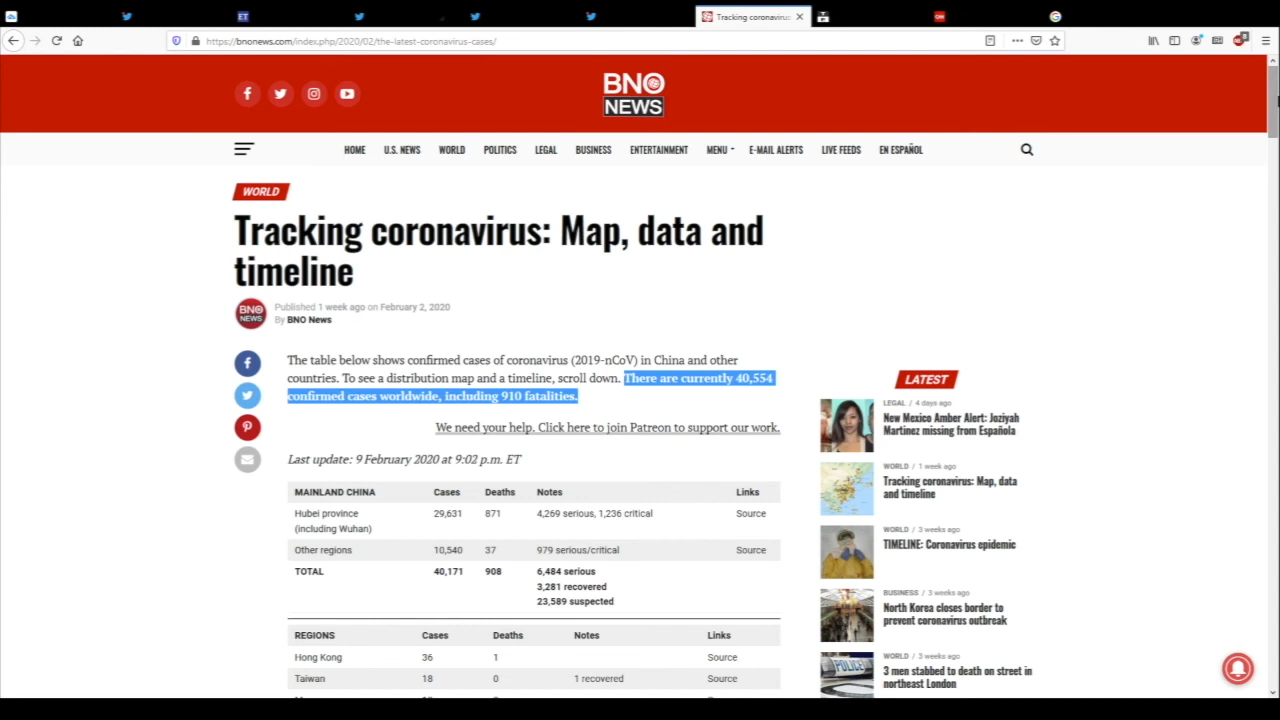 Tracking coronavirus:
https://bnonews.com/index.php/2020/02/the-latest-coronavirus-cases/
BNO
NEWS
HOME U.S. NEWS WORLD POLITICS LEGAL BUSINESS ENTERTAINMENT MENU E-MAIL ALERTS LIVE FEEDS EN ESPAÑOL
WORLD
Tracking coronavirus: Map, data and
timeline
BNO
NEWS
Published 1 week ago on February 2, 2020
By BNO News
The table below shows confirmed cases of coronavirus (2019-nCoV) in China and other
countries. To see a distribution map and a timeline, scroll down. There are currently 40,554
confirmed cases worldwide, including 910 fatalities.
We need your help. Click here to join Patreon to support our work.
Last update: 9 February 2020 at 9:02 p.m. ET
MAINLAND CHINA Cases Deaths Notes Links
Hubei province 29,631 871 4,269 serious, 1,236 critical Source
(including Wuhan)
Other regions 10,540 37 979 serious/critical Source
TOTAL 40,171 908 6,484 serious
3,281 recovered
23,589 suspected
REGIONS Cases Deaths Notes Links
Hong Kong 36 1 Source
Taiwan 18 0 1 recovered Source
LATEST
LEGAL / 4 days ago
New Mexico Amber Alert: Joziyah
Martinez missing from Española
WORLD / 1 week ago
Tracking coronavirus: Map, data
and timeline
WORLD / 3 weeks ago
TIMELINE: Coronavirus epidemic
BUSINESS / 3 weeks ago
North Korea closes border to
prevent coronavirus outbreak
WORLD / 3 weeks ago
3 men stabbed to death on street in
northeast London
POLICE